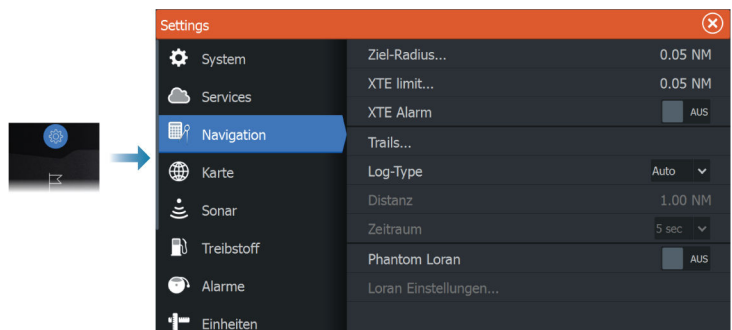 Settings
System
Services
Navigation
Karte
Sonar
Treibstoff
Alarme
Einheiten
Ziel-Radius... 0.05 NM
XTE limit... 0.05 NM
XTE Alarm AUS
Trails...
Log-Type Auto
Distanz 1.00 NM
Zeitraum 5 sec
Phantom Loran AUS
Loran Einstellungen...